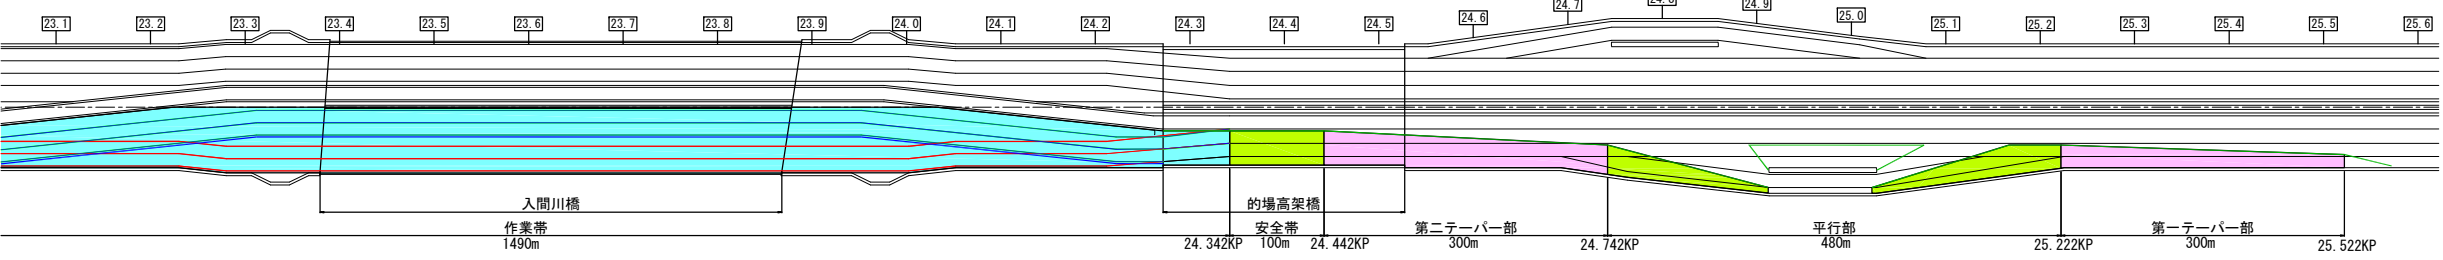 23.1 23.2 23.3 23.4 23.5 23.6 23.7 23.8 23.9 24.0 24.1 24.2 24.3 24.4 24.5 24.6 24.7 24.9 25.0 25.1 25.2 25.3 25.4 25.5 25.6
入間川橋 的場高架橋
作業帯 安全帯 第二テーパー部 平行部 第一テーパー部
1490m 24.342KP 100m 24.442KP 300m 24.742KP 480m 25.222KP 300m 25.522KP